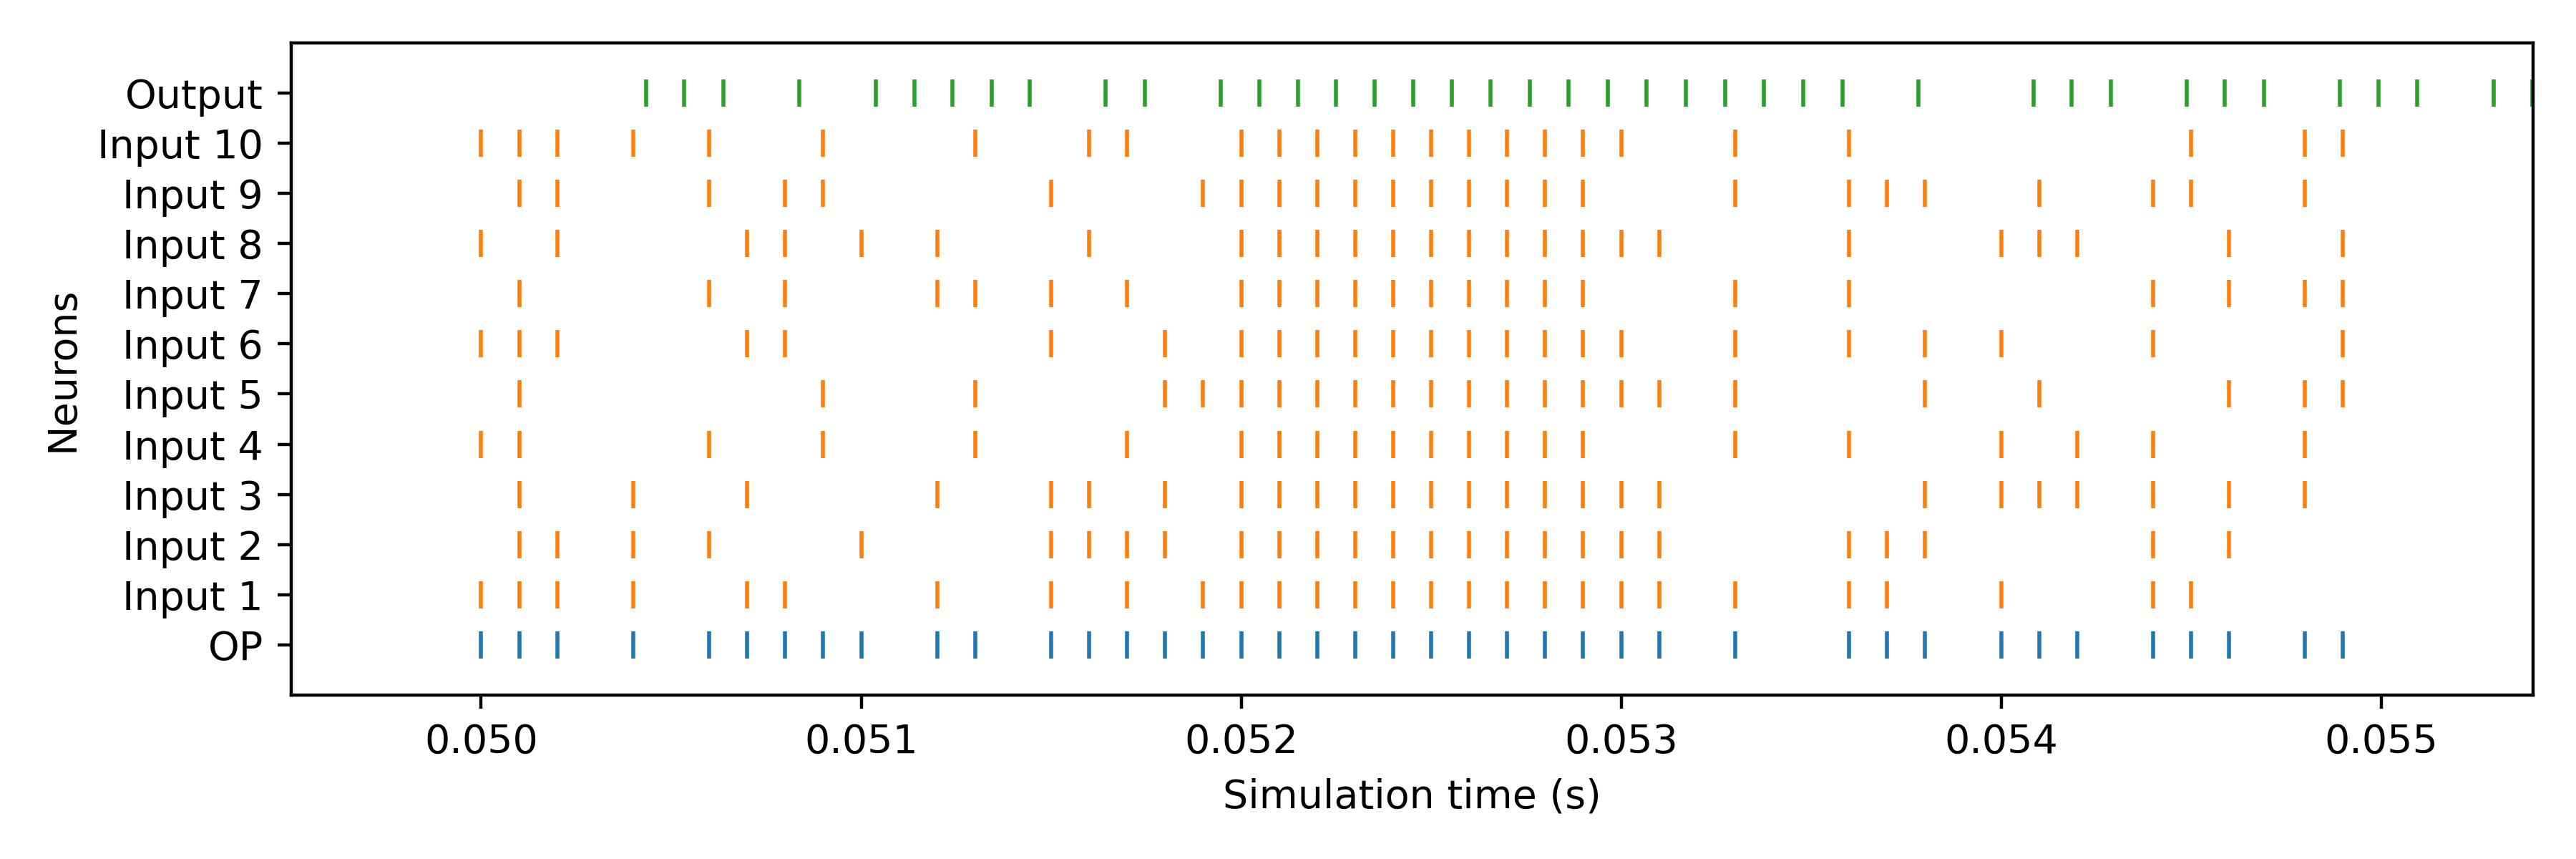 Output
Input 10
Input 9
Input 8
Input 7
Input 6
Input 5
Input 4
Input 3
Input 2
Input 1
OP
Neurons
0.050 0.051 0.052 0.053 0.054 0.055
Simulation time (s)